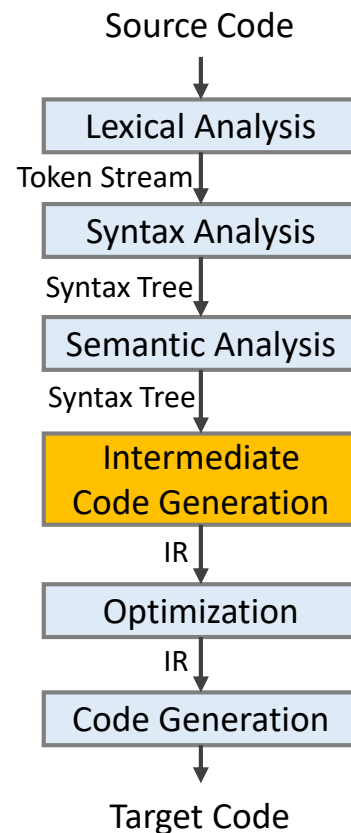 Source Code
Lexical Analysis
Token Stream
Syntax Analysis
Syntax Tree
Semantic Analysis
Syntax Tree
Intermediate
Code Generation
IR
Optimization
IR
Code Generation
Target Code